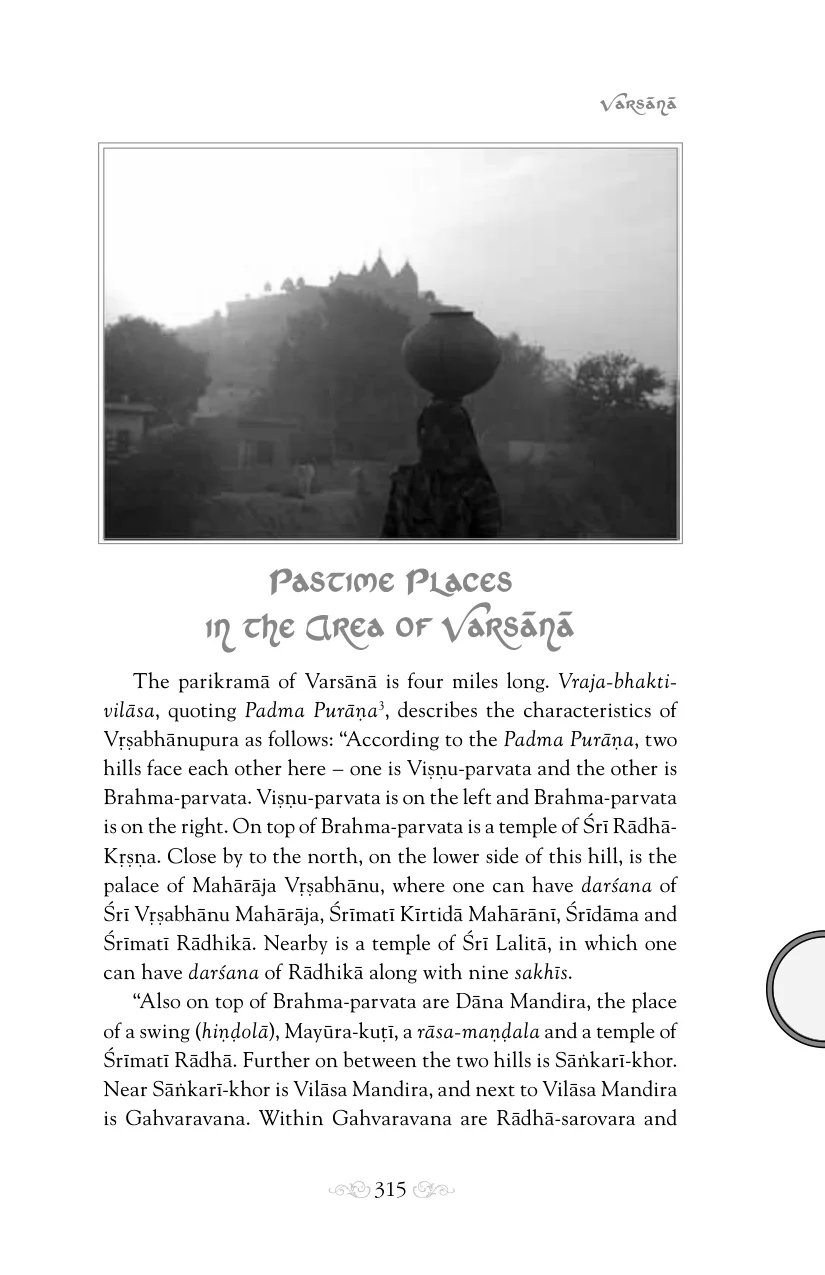 Varsāṇā
Pastime Places
in the Area of Varsāṇā
The parikramā of Varsānā is four miles long. Vraja-bhakti-
vilāsa, quoting Padma Purāṇa³, describes the characteristics of
Vṛṣabhānupura as follows: “According to the Padma Purāṇa, two
hills face each other here – one is Viṣṇu-parvata and the other is
Brahma-parvata. Viṣṇu-parvata is on the left and Brahma-parvata
is on the right. On top of Brahma-parvata is a temple of Śrī Rādhā-
Kṛṣṇa. Close by to the north, on the lower side of this hill, is the
palace of Mahārāja Vṛṣabhānu, where one can have darśana of
Śrī Vṛṣabhānu Mahārāja, Śrīmatī Kīrtidā Mahārānī, Śrīdāma and
Śrīmatī Rādhikā. Nearby is a temple of Śrī Lalitā, in which one
can have darśana of Rādhikā along with nine sakhīs.
“Also on top of Brahma-parvata are Dāna Mandira, the place
of a swing (hiṇḍolā), Mayūra-kuṭī, a rāsa-maṇḍala and a temple of
Śrīmatī Rādhā. Further on between the two hills is Sāṅkarī-khor.
Near Sāṅkarī-khor is Vilāsa Mandira, and next to Vilāsa Mandira
is Gahvaravana. Within Gahvaravana are Rādhā-sarovara and
315